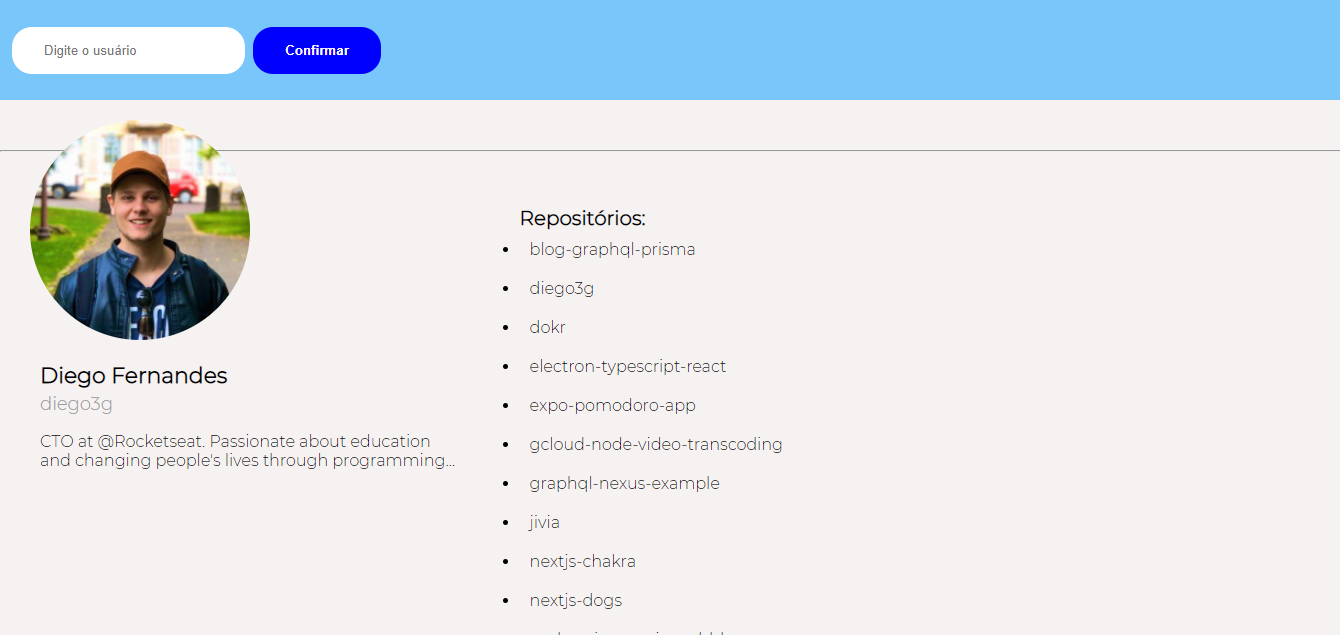 Digite o usuário
Confirmar
Diego Fernandes
diego3g
CTO at @Rocketseat. Passionate about education
and changing people's lives through programming...
Repositórios:
blog-graphql-prisma
diego3g
dokr
electron-typescript-react
expo-pomodoro-app
gcloud-node-video-transcoding
graphql-nexus-example
jivia
nextjs-chakra
nextjs-dogs